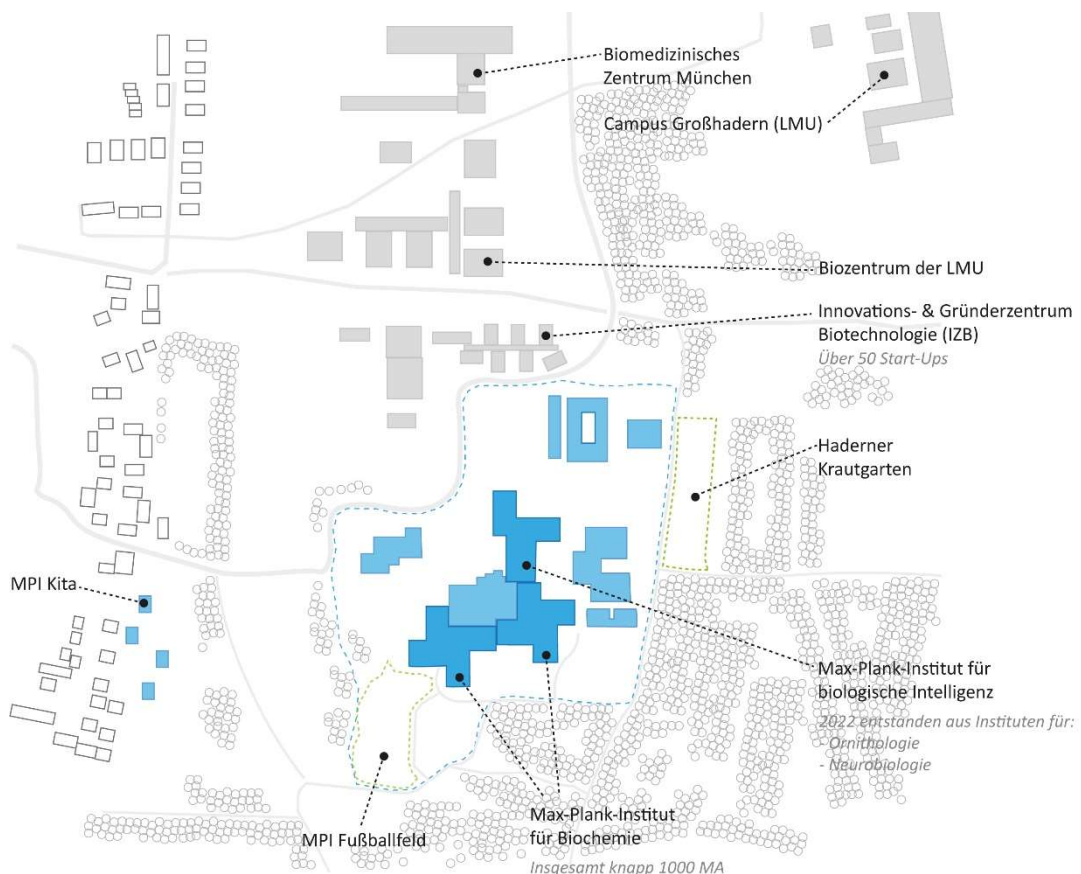 Biomedizinisches
Zentrum München
Campus Großhadern (LMU)
Biozentrum der LMU
Innovations- & Gründerzentrum
Biotechnologie (IZB)
Über 50 Start-Ups
Haderner
Krautgarten
MPI Kita
Max-Plank-Institut für
biologische Intelligenz
2022 entstanden aus Instituten für:
- Ornithologie
- Neurobiologie
MPI Fußballfeld
Max-Plank-Institut
für Biochemie
Insgesamt knapp 1000 MA